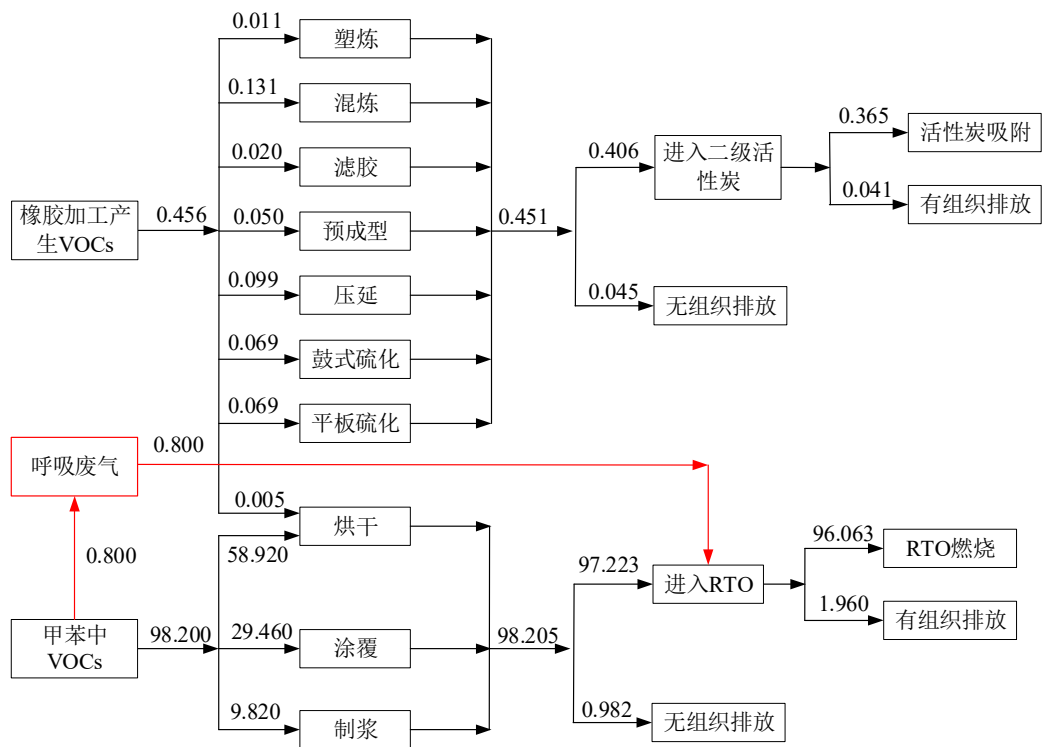 0.011
塑炼
0.131
混炼
0.365
活性炭吸附
0.020
滤胶
0.406
进入二级活
性炭
0.041
有组织排放
橡胶加工产
生VOCs
0.456
0.050
预成型
0.451
0.099
压延
0.045
无组织排放
0.069
鼓式硫化
0.069
平板硫化
呼吸废气
0.800
0.005
烘干
58.920
0.800
97.223
进入RTO
96.063
RTO燃烧
1.960
有组织排放
甲苯中
VOCs
98.200
29.460
涂覆
98.205
9.820
制浆
0.982
无组织排放